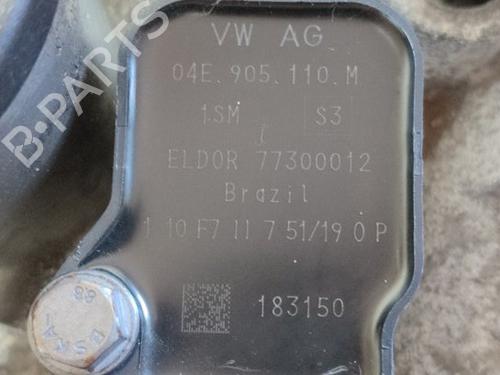 VW AG
04E.905.110.M
1SM S3
ELDOR 77300012
Brazil
1 10 F7 11 7 51/19 0 P
183150
B-PARTS